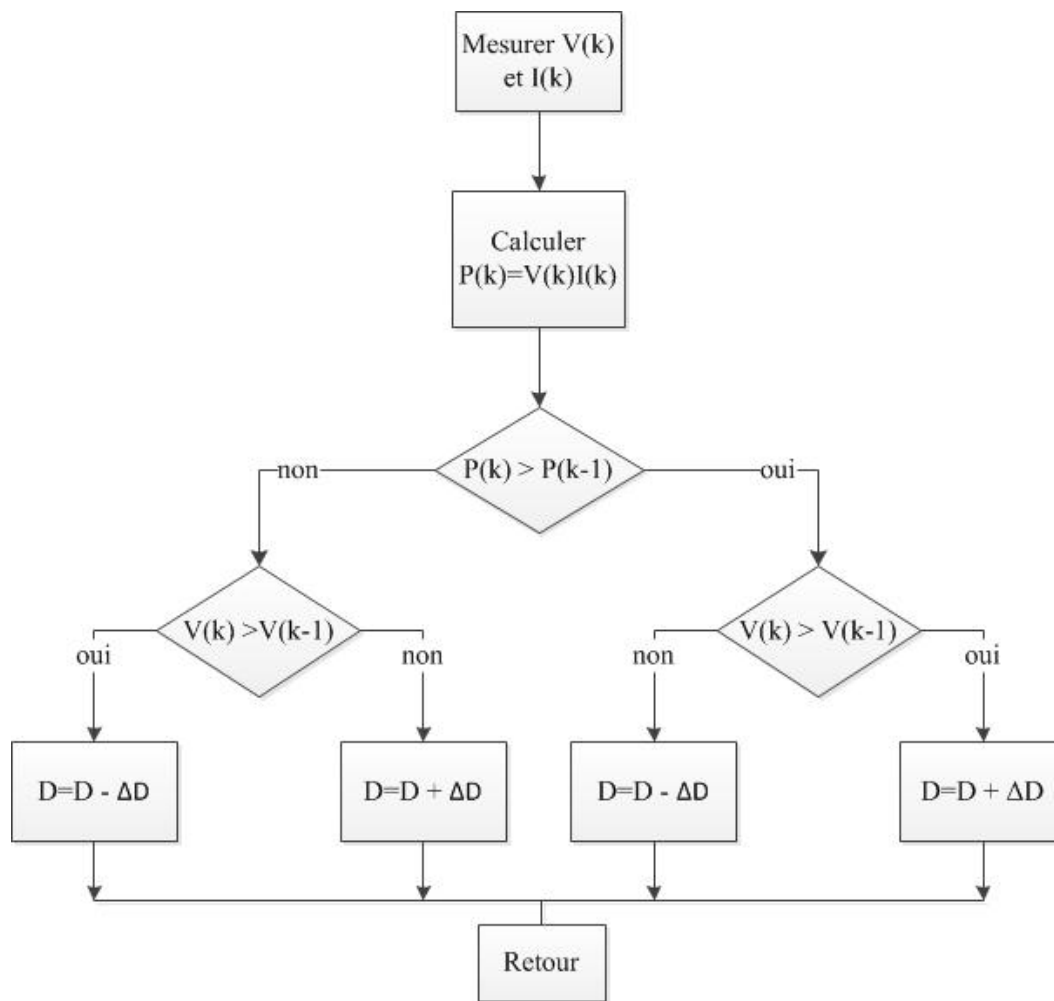 Mesurer V(k)
et I(k)
Calculer
P(k)=V(k)I(k)
P(k) > P(k-1)
non
oui
V(k) >V(k-1)
V(k) > V(k-1)
oui
non
non
oui
D=D - ΔD
D=D + ΔD
D=D - ΔD
D=D + ΔD
Retour